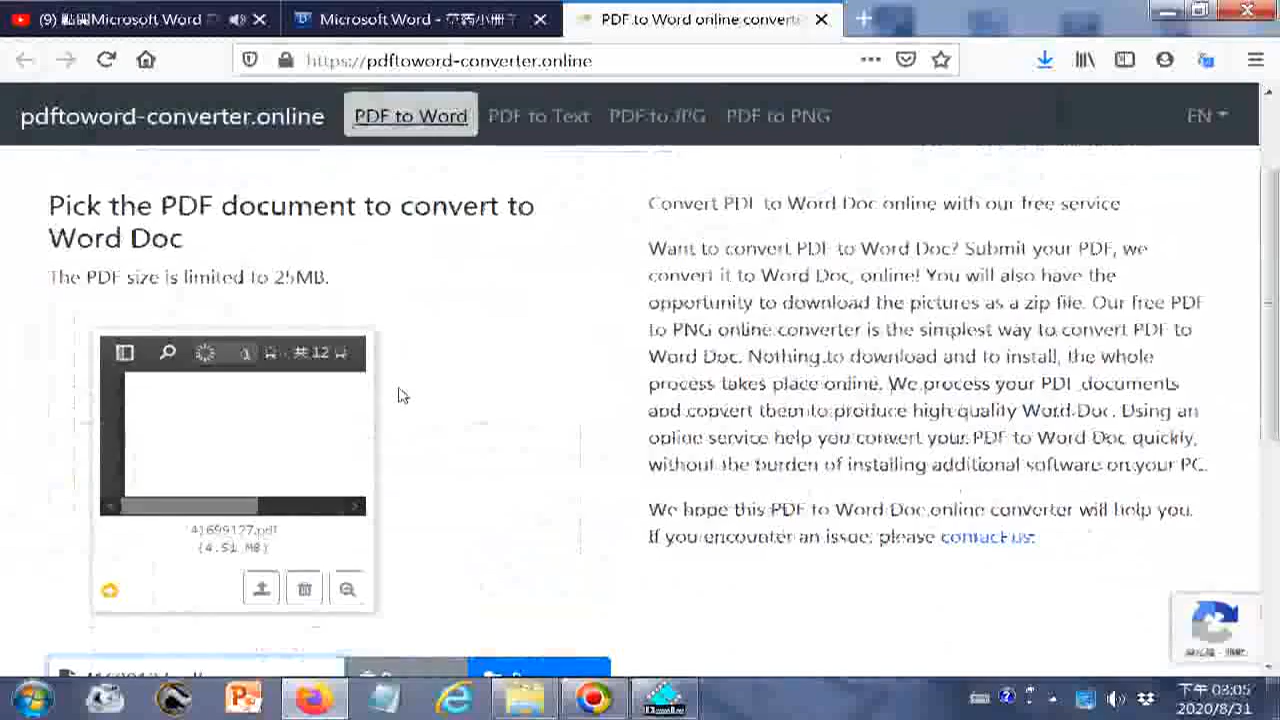 (9) 點開Microsoft Word
Microsoft Word -
PDF to Word online converte
https://pdftoword-converter.online
pdftoword-converter.online
PDF to Word
PDF to Text
PDF to JPG
PDF to PNG
EN
Pick the PDF document to convert to
Word Doc
The PDF size is limited to 25MB.
1
共 12
41699127.pdf
(4.51 MB)
Convert PDF to Word Doc online with our free service
Want to convert PDF to Word Doc? Submit your PDF, we
convert it to Word Doc, online! You will also have the
opportunity to download the pictures as a zip file. Our free PDF
to PNG online converter is the simplest way to convert PDF to
Word Doc. Nothing to download and to install, the whole
process takes place online. We process your PDF documents
and convert them to produce high quality Word Doc. Using an
online service help you convert your PDF to Word Doc quickly,
without the burden of installing additional software on your PC.
We hope this PDF to Word Doc online converter will help you.
If you encounter an issue, please contact us.
下午 03:05
2020/8/31